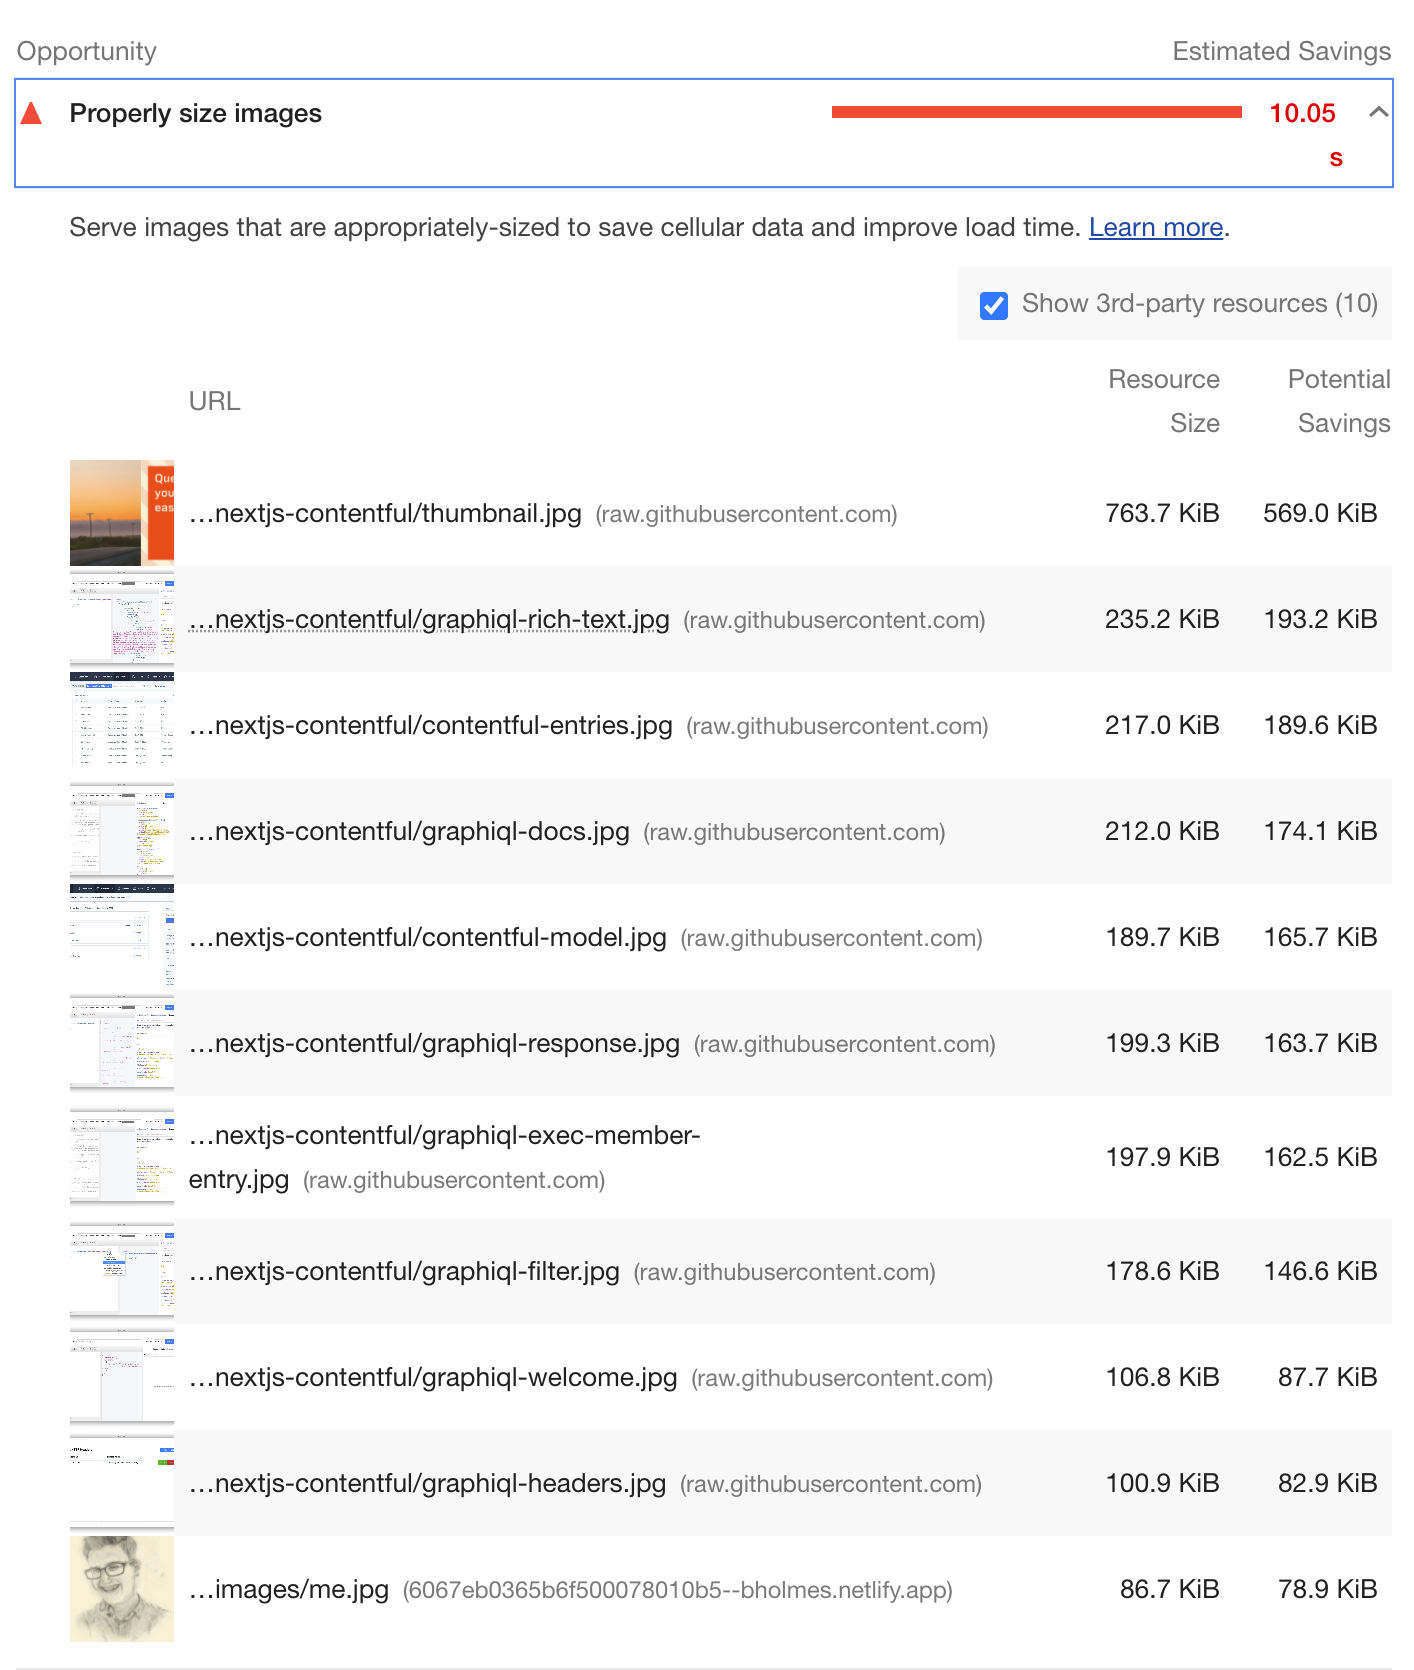 Opportunity Estimated Savings
Properly size images 10.05
s
Serve images that are appropriately-sized to save cellular data and improve load time. Learn more.
Show 3rd-party resources (10)
URL Resource Size Potential Savings
Que
you
eas
...nextjs-contentful/thumbnail.jpg (raw.githubusercontent.com) 763.7 KiB 569.0 KiB
...nextjs-contentful/graphiql-rich-text.jpg (raw.githubusercontent.com) 235.2 KiB 193.2 KiB
...nextjs-contentful/contentful-entries.jpg (raw.githubusercontent.com) 217.0 KiB 189.6 KiB
...nextjs-contentful/graphiql-docs.jpg (raw.githubusercontent.com) 212.0 KiB 174.1 KiB
...nextjs-contentful/contentful-model.jpg (raw.githubusercontent.com) 189.7 KiB 165.7 KiB
...nextjs-contentful/graphiql-response.jpg (raw.githubusercontent.com) 199.3 KiB 163.7 KiB
...nextjs-contentful/graphiql-exec-member-
entry.jpg (raw.githubusercontent.com) 197.9 KiB 162.5 KiB
...nextjs-contentful/graphiql-filter.jpg (raw.githubusercontent.com) 178.6 KiB 146.6 KiB
...nextjs-contentful/graphiql-welcome.jpg (raw.githubusercontent.com) 106.8 KiB 87.7 KiB
...nextjs-contentful/graphiql-headers.jpg (raw.githubusercontent.com) 100.9 KiB 82.9 KiB
...images/me.jpg (6067eb0365b6f500078010b5--bholmes.netlify.app) 86.7 KiB 78.9 KiB